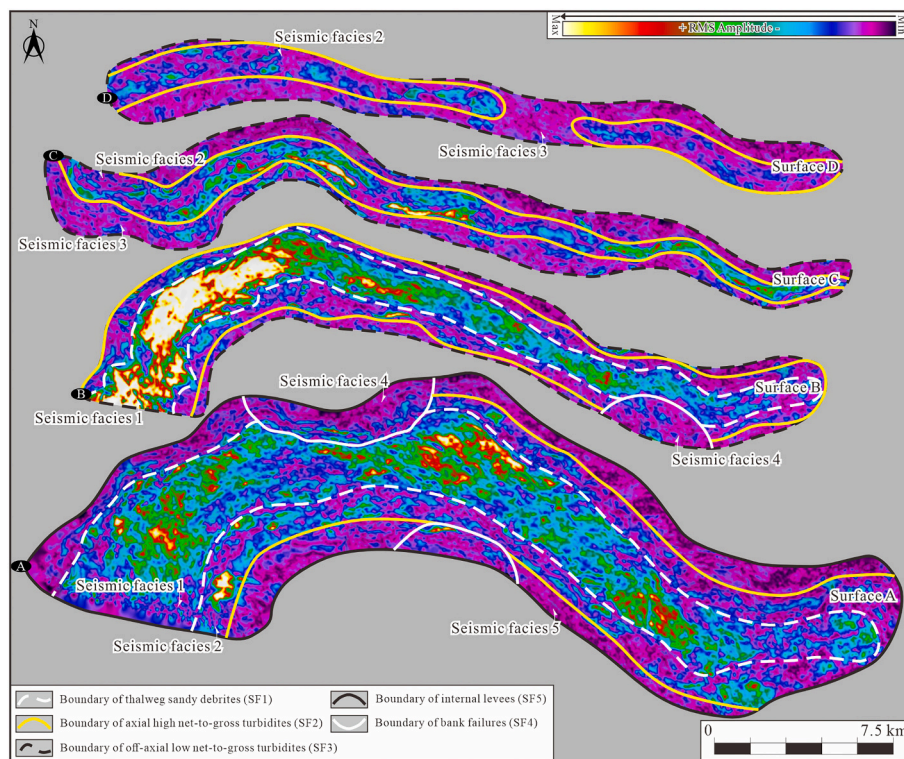 N
Max
+ RMS Amplitude -
Min
Seismic facies 2
D
Seismic facies 3
Surface D
C
Seismic facies 2
Seismic facies 3
Surface C
B
Seismic facies 1
Surface B
Seismic facies 4
Seismic facies 4
A
Seismic facies 1
Seismic facies 2
Seismic facies 5
Surface A
Boundary of thalweg sandy debrites (SF1)
Boundary of internal levees (SF5)
Boundary of axial high net-to-gross turbidites (SF2)
Boundary of bank failures (SF4)
Boundary of off-axial low net-to-gross turbidites (SF3)
0 7.5 km